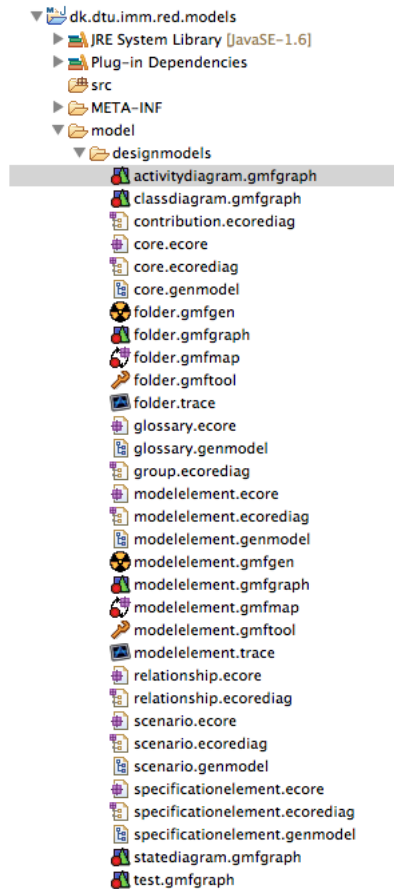 dk.dtu.imm.red.models
JRE System Library [JavaSE-1.6]
Plug-in Dependencies
src
META-INF
model
designmodels
activitydiagram.gmfgraph
classdiagram.gmfgraph
contribution.ecorediag
core.ecore
core.ecorediag
core.genmodel
folder.gmfgen
folder.gmfgraph
folder.gmfmap
folder.gmftool
folder.trace
glossary.ecore
glossary.genmodel
group.ecorediag
modelelement.ecore
modelelement.ecorediag
modelelement.genmodel
modelelement.gmfgen
modelelement.gmfgraph
modelelement.gmfmap
modelelement.gmftool
modelelement.trace
relationship.ecore
relationship.ecorediag
scenario.ecore
scenario.ecorediag
scenario.genmodel
specificationelement.ecore
specificationelement.ecorediag
specificationelement.genmodel
statediagram.gmfgraph
test.gmfgraph